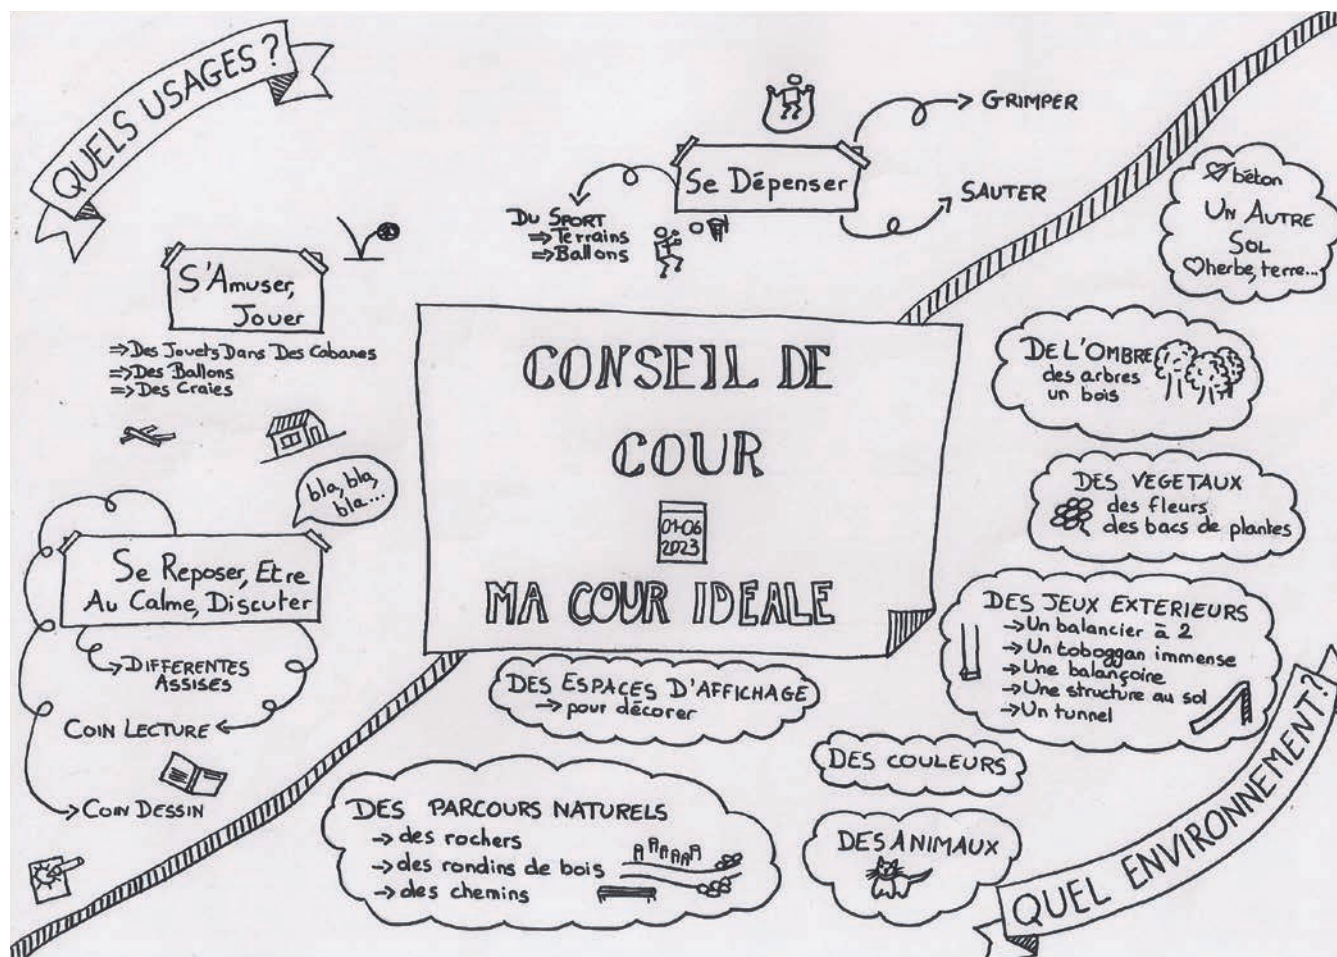 QUELS USAGES ?
Se Dépenser
GRIMPER
SAUTER
DU SPORT
⇒ Terrains
⇒ Ballons
S'Amuser,
Jouer
⇒ Des Jouets Dans Des Cabanes
⇒ Des Ballons
⇒ Des Craies
bla, bla,
bla...
Se Reposer, Etre
Au Calme, Discuter
DIFFERENTES
ASSISES
COIN LECTURE
COIN DESSIN
CONSEIL DE
COUR
01-06
2023
MA COUR IDEALE
béton
UN AUTRE
SOL
♡ herbe, terre...
DE L'OMBRE
des arbres
un bois
DES VEGETAUX
des fleurs
des bacs de plantes
DES JEUX EXTERIEURS
→ Un balancier à 2
→ Un toboggan immense
→ Une balançoire
→ Une structure au sol
→ Un tunnel
DES ESPACES D'AFFICHAGE
→ pour décorer
DES COULEURS
DES PARCOURS NATURELS
→ des rochers
→ des rondins de bois
→ des chemins
DES ANIMAUX
QUEL ENVIRONNEMENT ?